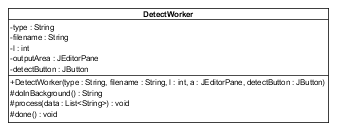 DetectWorker
-type : String
-filename : String
-l : int
-outputArea : JEditorPane
-detectButton : JButton
+DetectWorker(type : String, filename : String, l : int, a : JEditorPane, detectButton : JButton)
#doInBackground() : String
#process(data : List<String>) : void
#done() : void